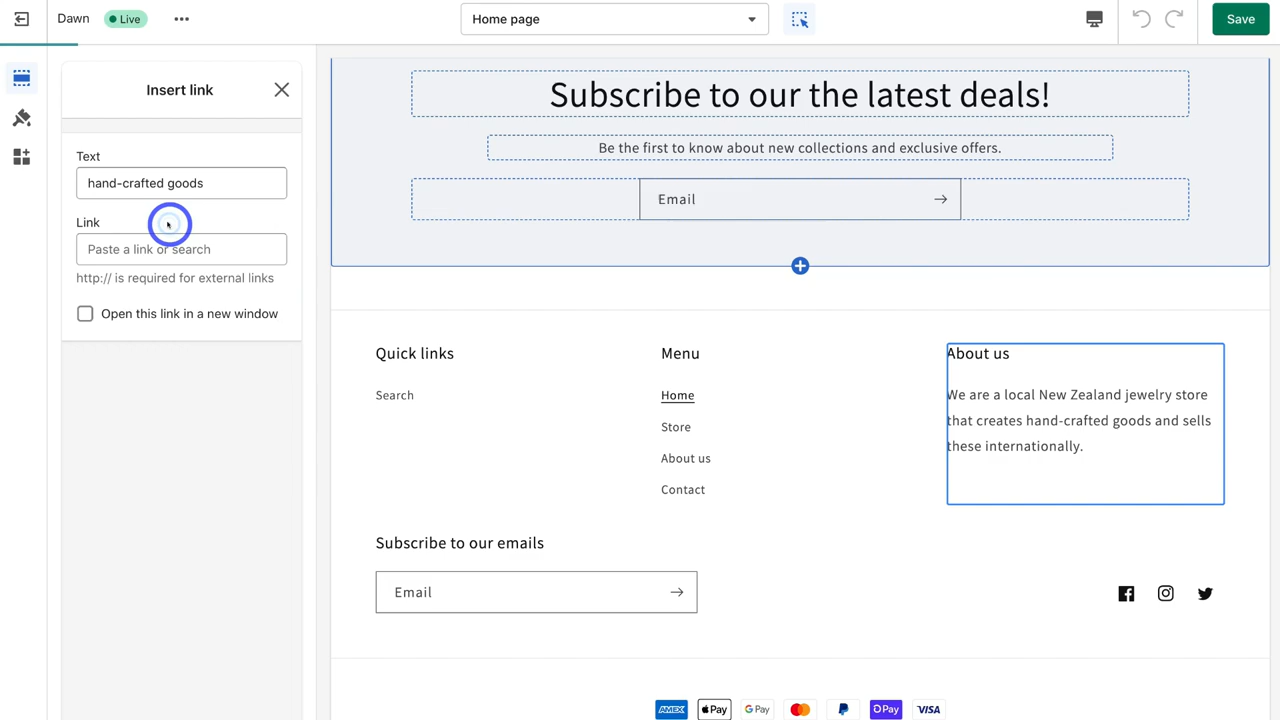 Dawn
Live
Home page
Save
Insert link
Text
hand-crafted goods
Link
Paste a link or search
http:// is required for external links
Open this link in a new window
Subscribe to our the latest deals!
Be the first to know about new collections and exclusive offers.
Email
Quick links
Search
Menu
Home
Store
About us
Contact
About us
We are a local New Zealand jewelry store
that creates hand-crafted goods and sells
these internationally.
Subscribe to our emails
Email
AMEX
Pay
G Pay
Pay
VISA